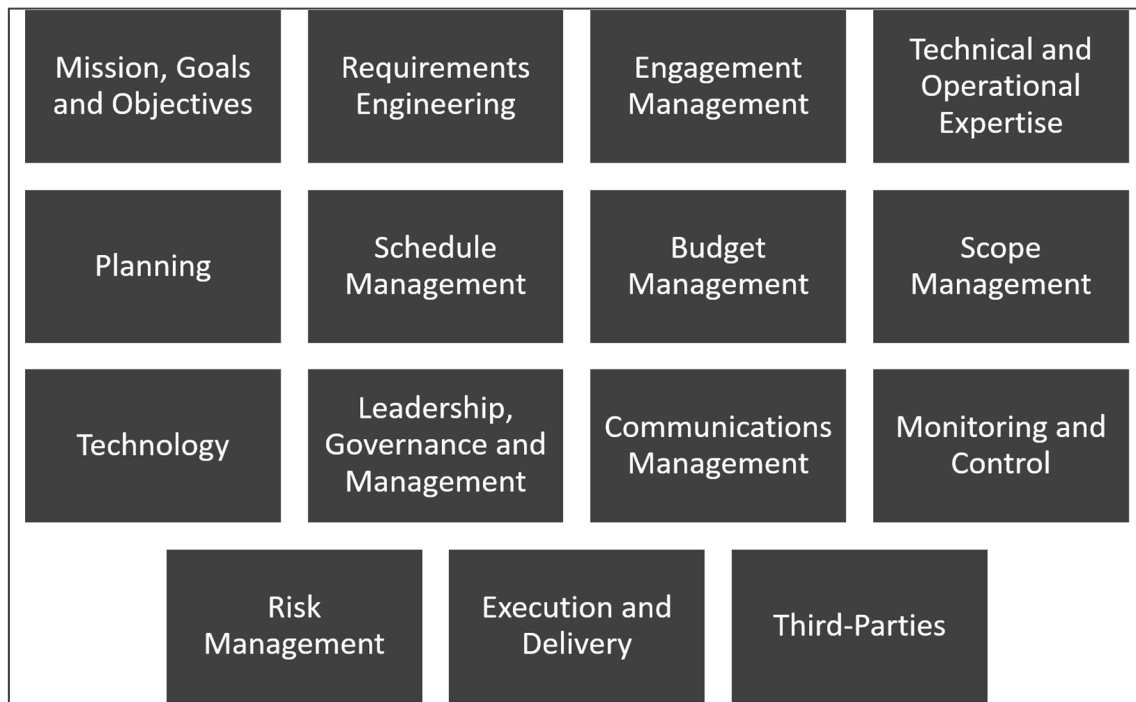 Mission, Goals
and Objectives
Requirements
Engineering
Engagement
Management
Technical and
Operational
Expertise
Planning
Schedule
Management
Budget
Management
Scope
Management
Technology
Leadership,
Governance and
Management
Communications
Management
Monitoring and
Control
Risk
Management
Execution and
Delivery
Third-Parties